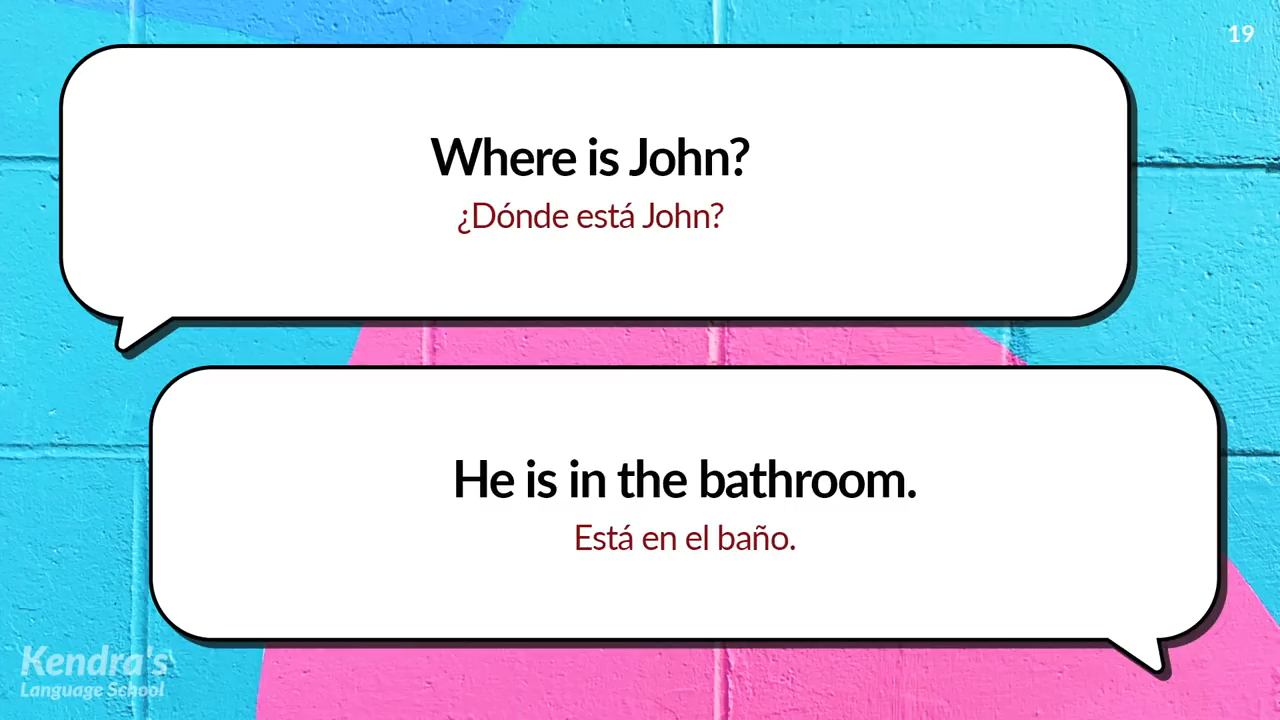 19
Where is John?
¿Dónde está John?
He is in the bathroom.
Está en el baño.
Kendra's
Language School